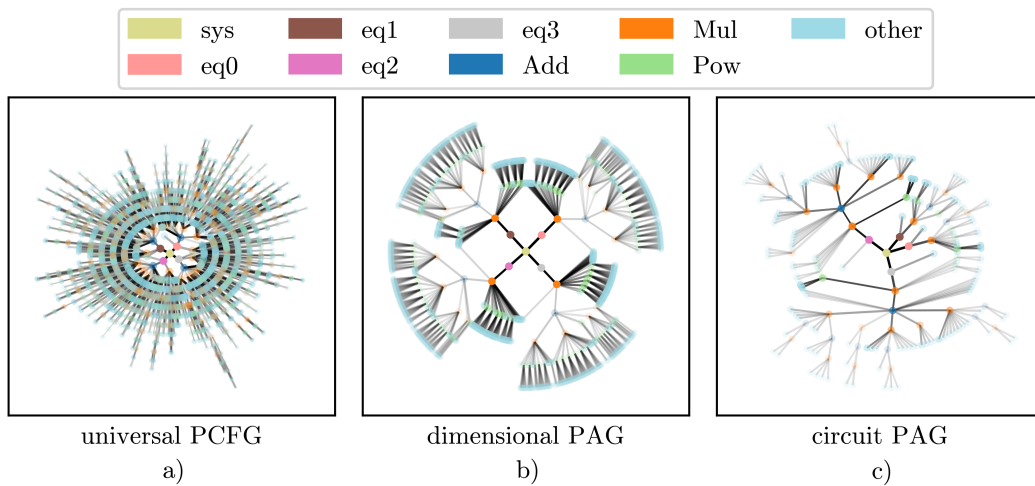 sys eq1 eq3 Mul other
eq0 eq2 Add Pow
universal PCFG dimensional PAG circuit PAG
a) b) c)